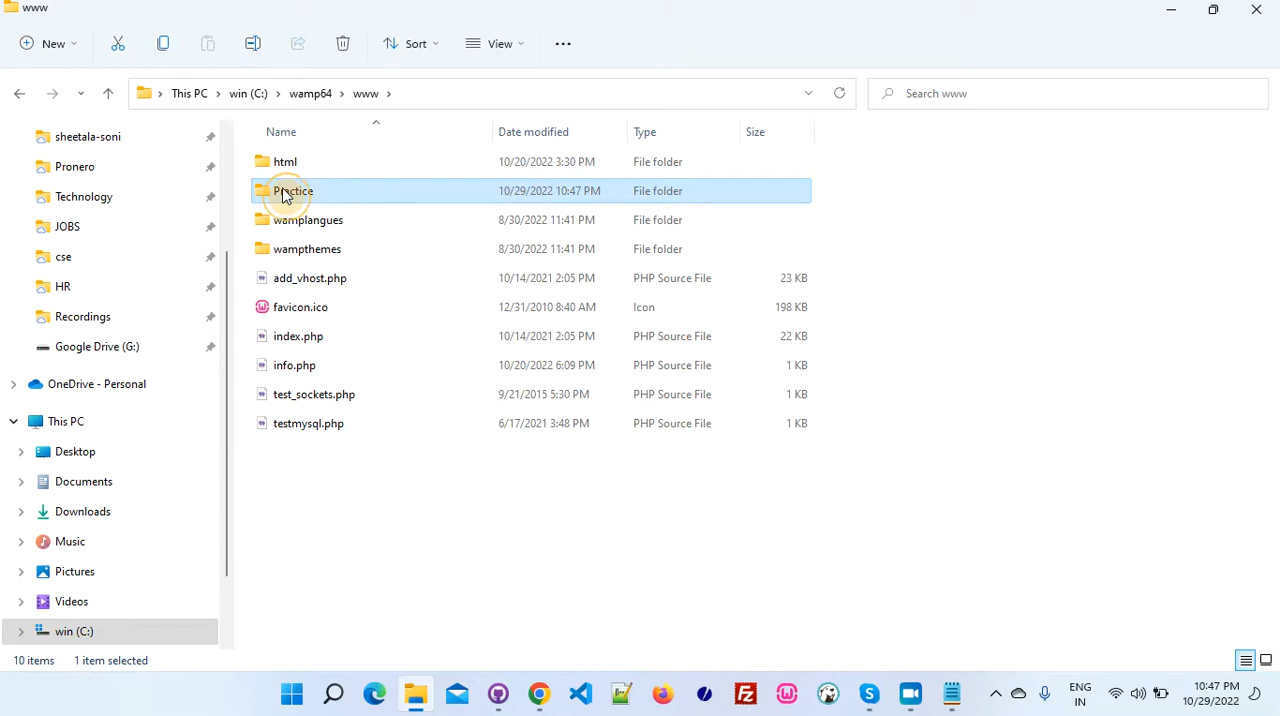 www
New
Sort
View
This PC
win (C:)
wamp64
www
Search www
sheetala-soni
Pronero
Technology
JOBS
cse
HR
Recordings
Google Drive (G:)
OneDrive - Personal
This PC
Desktop
Documents
Downloads
Music
Pictures
Videos
win (C:)
Name Date modified Type Size
html 10/20/2022 3:30 PM File folder
Practice 10/29/2022 10:47 PM File folder
wamplangues 8/30/2022 11:41 PM File folder
wampthemes 8/30/2022 11:41 PM File folder
add_vhost.php 10/14/2021 2:05 PM PHP Source File 23 KB
favicon.ico 12/31/2010 8:40 AM Icon 198 KB
index.php 10/14/2021 2:05 PM PHP Source File 22 KB
info.php 10/20/2022 6:09 PM PHP Source File 1 KB
test_sockets.php 9/21/2015 5:30 PM PHP Source File 1 KB
testmysql.php 6/17/2021 3:48 PM PHP Source File 1 KB
10 items 1 item selected
ENG
IN
10:47 PM
10/29/2022